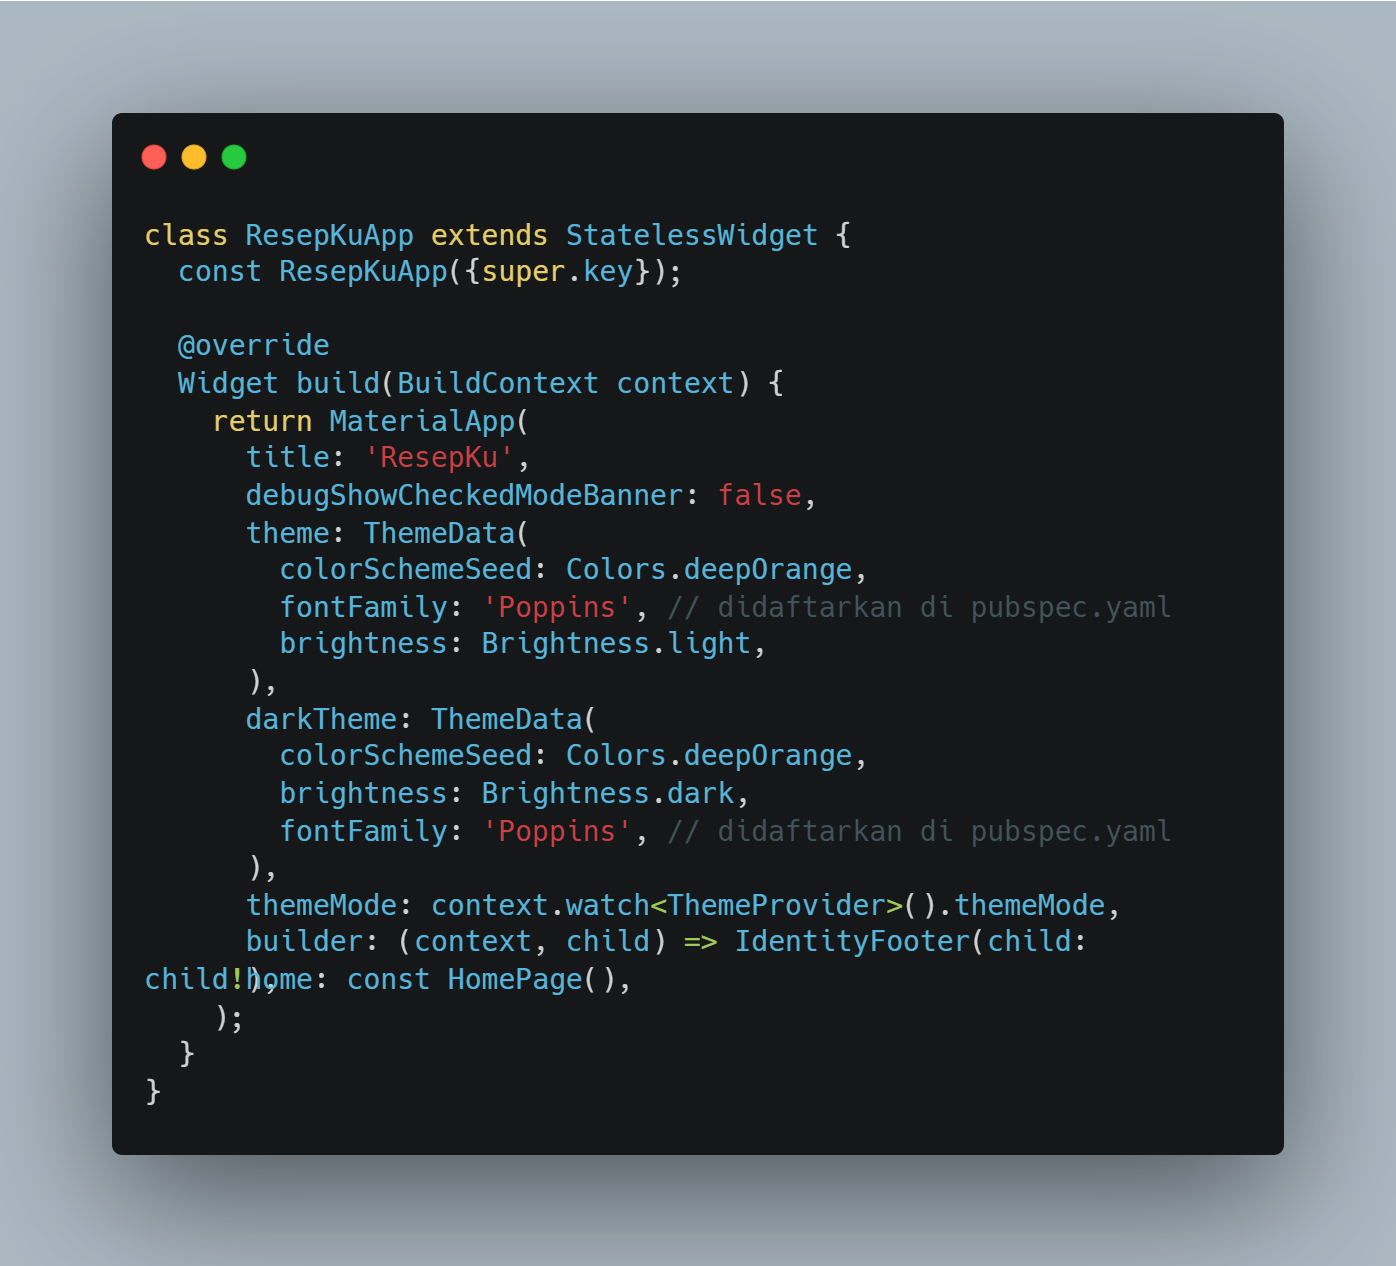 class ResepKuApp extends StatelessWidget {
  const ResepKuApp({super.key});

  @override
  Widget build(BuildContext context) {
    return MaterialApp(
      title: 'ResepKu',
      debugShowCheckedModeBanner: false,
      theme: ThemeData(
        colorSchemeSeed: Colors.deepOrange,
        fontFamily: 'Poppins', // didaftarkan di pubspec.yaml
        brightness: Brightness.light,
      ),
      darkTheme: ThemeData(
        colorSchemeSeed: Colors.deepOrange,
        brightness: Brightness.dark,
        fontFamily: 'Poppins', // didaftarkan di pubspec.yaml
      ),
      themeMode: context.watch<ThemeProvider>().themeMode,
      builder: (context, child) => IdentityFooter(child:
child!),
      home: const HomePage(),
    );
  }
}